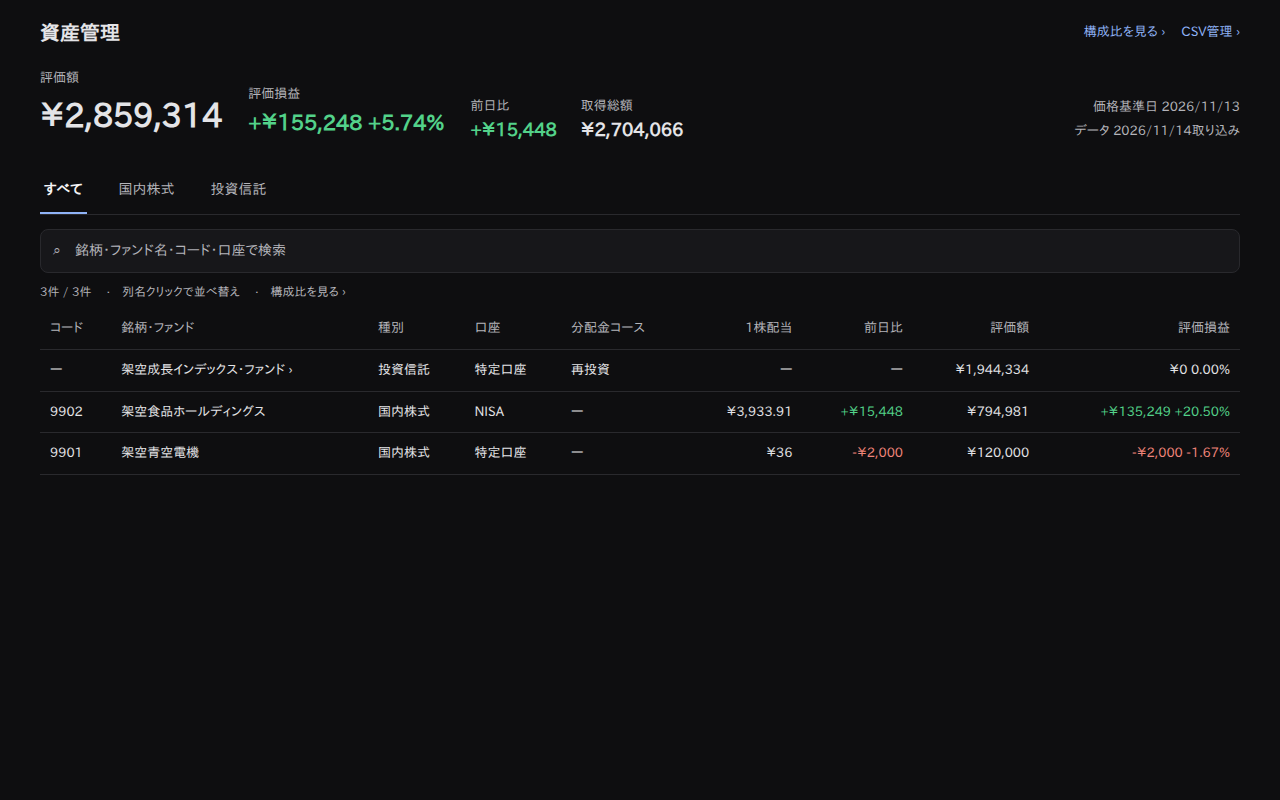 資産管理
構成比を見る › CSV管理 ›
評価額
¥2,859,314
評価損益
+¥155,248 +5.74%
前日比
+¥15,448
取得総額
¥2,704,066
価格基準日 2026/11/13
データ 2026/11/14取り込み
すべて 国内株式 投資信託
銘柄・ファンド名・コード・口座で検索
3件 / 3件 · 列名クリックで並べ替え · 構成比を見る ›
コード 銘柄・ファンド 種別 口座 分配金コース 1株配当 前日比 評価額 評価損益
— 架空成長インデックス・ファンド › 投資信託 特定口座 再投資 — — ¥1,944,334 ¥0 0.00%
9902 架空食品ホールディングス 国内株式 NISA — ¥3,933.91 +¥15,448 ¥794,981 +¥135,249 +20.50%
9901 架空青空電機 国内株式 特定口座 — ¥36 -¥2,000 ¥120,000 -¥2,000 -1.67%